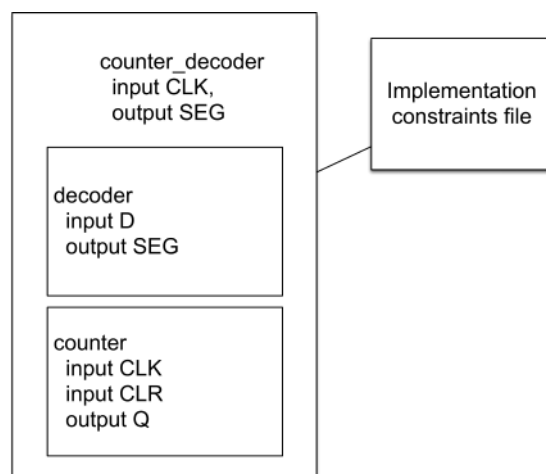 counter_decoder
input CLK,
output SEG
Implementation
constraints file
decoder
input D
output SEG
counter
input CLK
input CLR
output Q